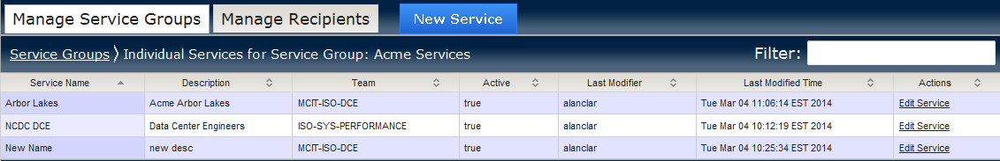 Manage Service Groups Manage Recipients New Service
Service Groups 〉 Individual Services for Service Group: Acme Services Filter:
Service Name Description Team Active Last Modifier Last Modified Time Actions
Arbor Lakes Acme Arbor Lakes MCIT-ISO-DCE true alanclar Tue Mar 04 11:06:14 EST 2014 Edit Service
NCDC DCE Data Center Engineers ISO-SYS-PERFORMANCE true alanclar Tue Mar 04 10:12:19 EST 2014 Edit Service
New Name new desc MCIT-ISO-DCE true alanclar Tue Mar 04 10:25:34 EST 2014 Edit Service